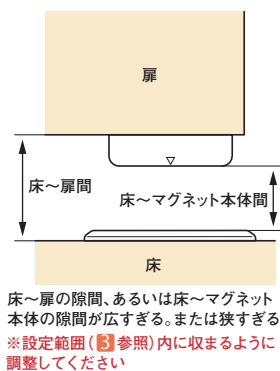 扉
床〜扉間
床〜マグネット本体間
床
床〜扉の隙間、あるいは床〜マグネット
本体の隙間が広すぎる。または狭すぎる
※設定範囲(3参照)内に収まるように
調整してください